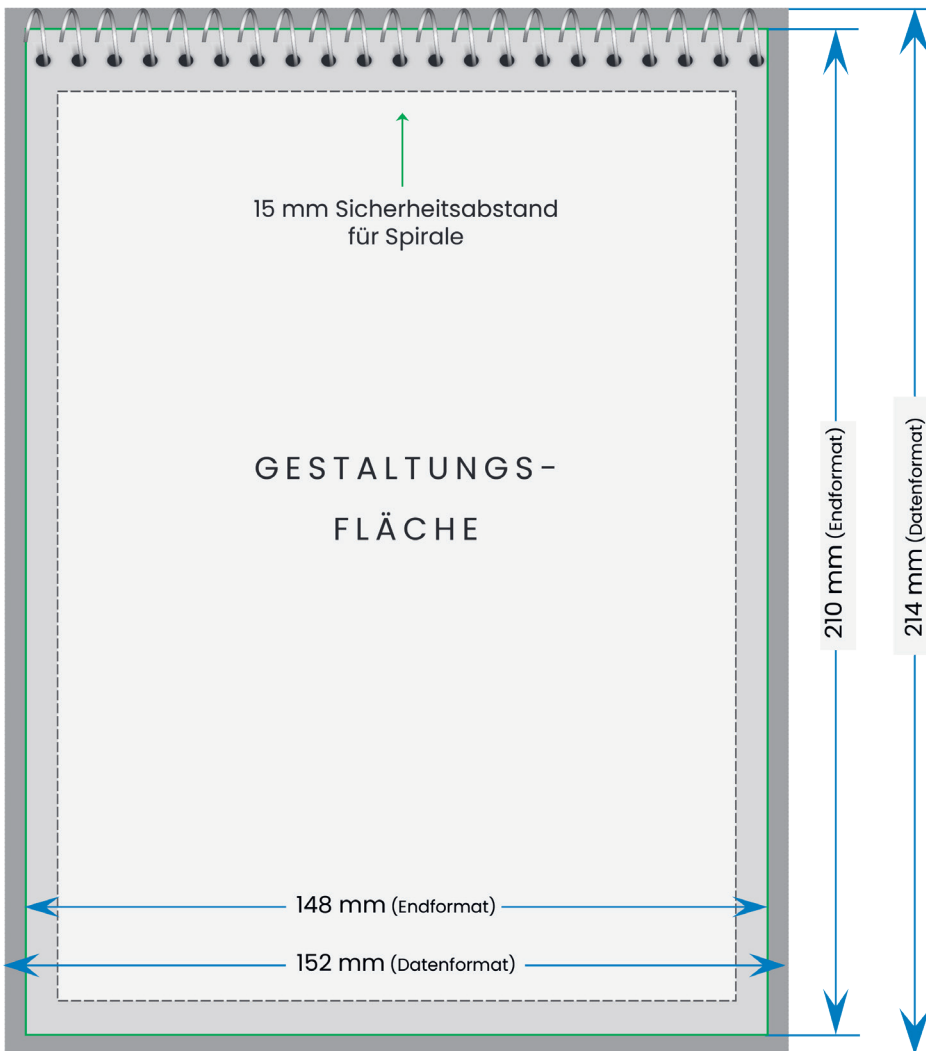 15 mm Sicherheitsabstand
für Spirale
GESTALTUNGS-
FLÄCHE
210 mm (Endformat)
214 mm (Datenformat)
148 mm (Endformat)
152 mm (Datenformat)